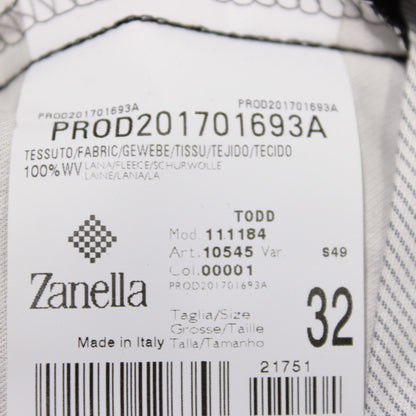 PROD201701693A PROD201701693A
PROD201701693A
TESSUTO/FABRIC/GEWEBE/TISSU/TEJIDO/TECIDO
100%WV LANA/FLEECE/SCHURWOLLE
LAINE/LANA/LA
TODD
Mod. 111184
Art. 10545 Var. S49
Col. 00001
PROD201701693A
Zanella
Taglia/Size
Grosse/Taille
Talla/Tamanho
32
Made in Italy
21751